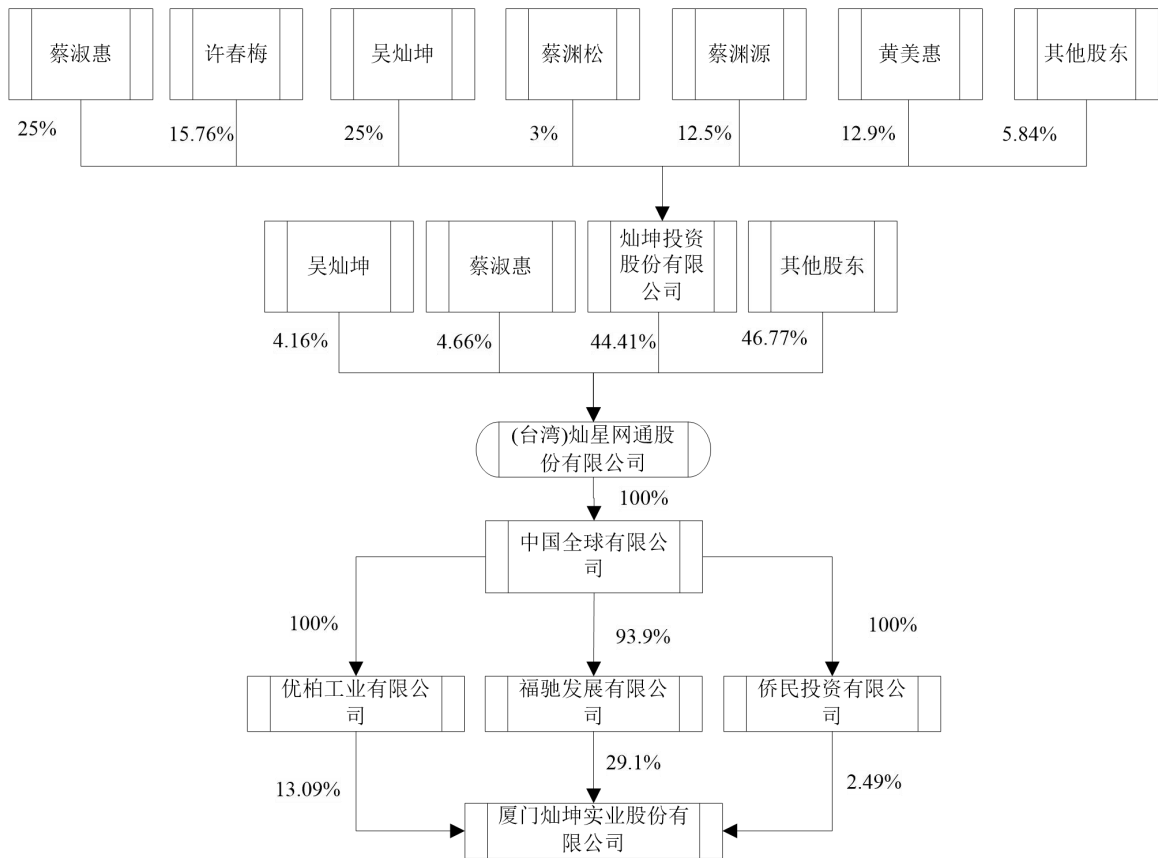 蔡淑惠
许春梅
吴灿坤
蔡渊松
蔡渊源
黄美惠
其他股东
25%
15.76%
25%
3%
12.5%
12.9%
5.84%
吴灿坤
蔡淑惠
灿坤投资
股份有限
公司
其他股东
4.16%
4.66%
44.41%
46.77%
(台湾)灿星网通股
份有限公司
100%
中国全球有限公
司
100%
93.9%
100%
优柏工业有限公
司
福驰发展有限公
司
侨民投资有限公
司
13.09%
29.1%
2.49%
厦门灿坤实业股份有
限公司